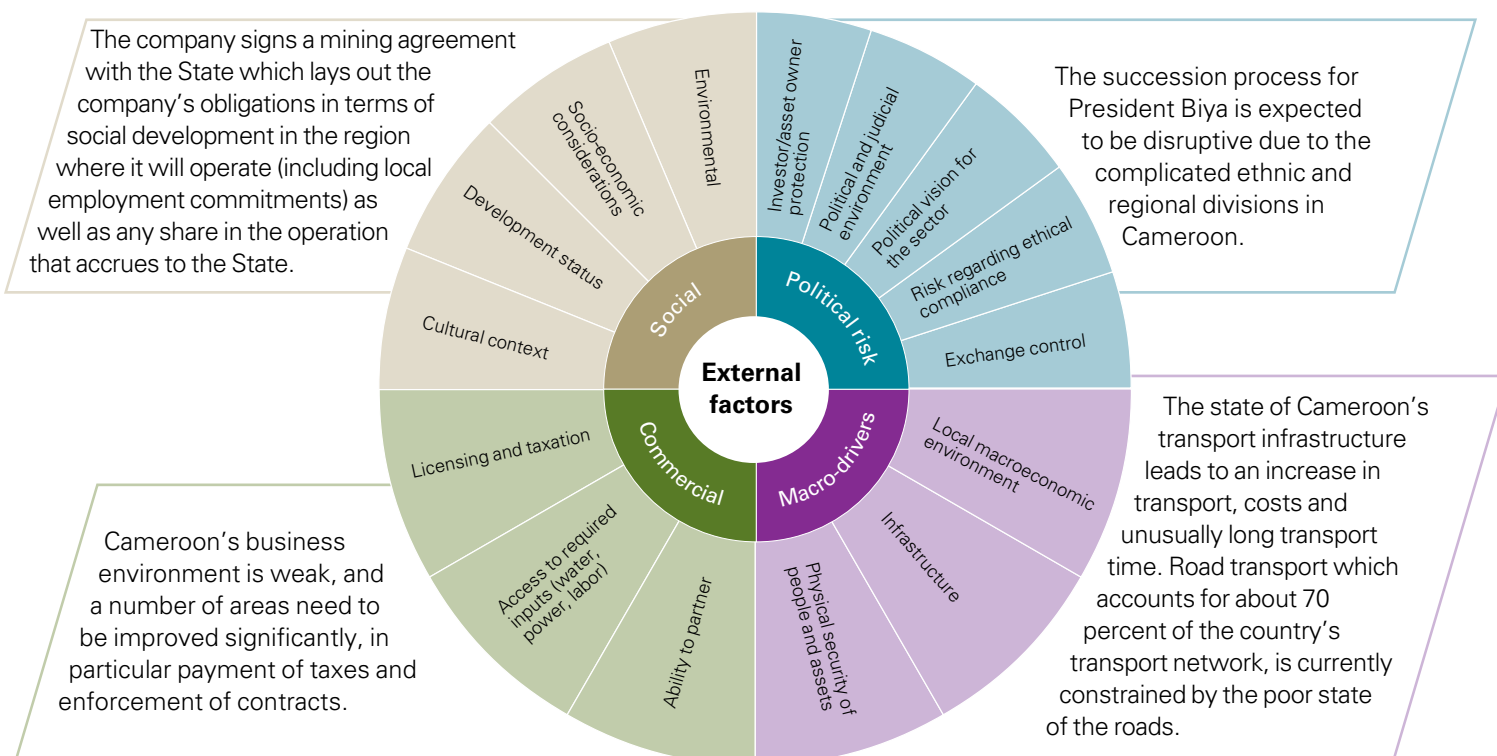 The company signs a mining agreement
with the State which lays out the
company's obligations in terms of
social development in the region
where it will operate (including local
employment commitments) as
well as any share in the operation
that accrues to the State.
Environmental
Socio-economic
considerations
Development status
Cultural context
Social
Investor/asset owner
protection
Political and judicial
environment
Political vision for
the sector
Risk regarding ethical
compliance
Exchange control
Political risk
The succession process for
President Biya is expected
to be disruptive due to the
complicated ethnic and
regional divisions in
Cameroon.
External
factors
Licensing and taxation
Access to required
inputs (water,
power, labor)
Ability to partner
Commercial
Cameroon's business
environment is weak, and
a number of areas need to
be improved significantly, in
particular payment of taxes and
enforcement of contracts.
Macro-drivers
Local macroeconomic
environment
Infrastructure
Physical security of
people and assets
The state of Cameroon's
transport infrastructure
leads to an increase in
transport, costs and
unusually long transport
time. Road transport which
accounts for about 70
percent of the country's
transport network, is currently
constrained by the poor state
of the roads.